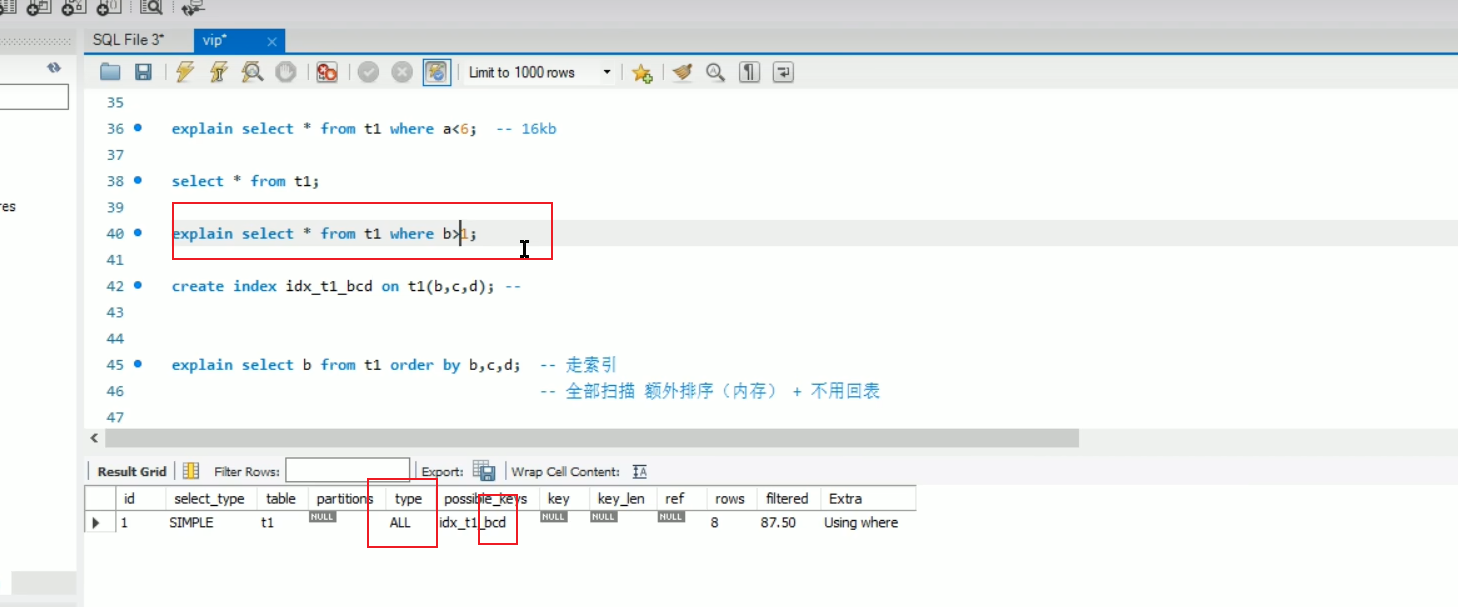 SQL File 3*
vip*
Limit to 1000 rows
35
36 explain select * from t1 where a<6; -- 16kb
37
38 select * from t1;
res
39
40 explain select * from t1 where b>1;
41
42 create index idx_t1_bcd on t1(b,c,d); --
43
44
45 explain select b from t1 order by b,c,d; -- 走索引
46 -- 全部扫描 额外排序（内存） + 不用回表
47
Result Grid Filter Rows: Export: Wrap Cell Content: IA
id select_type table partitions type possible_keys key key_len ref rows filtered Extra
1 SIMPLE t1 NULL ALL idx_t1_bcd NULL NULL NULL 8 87.50 Using where